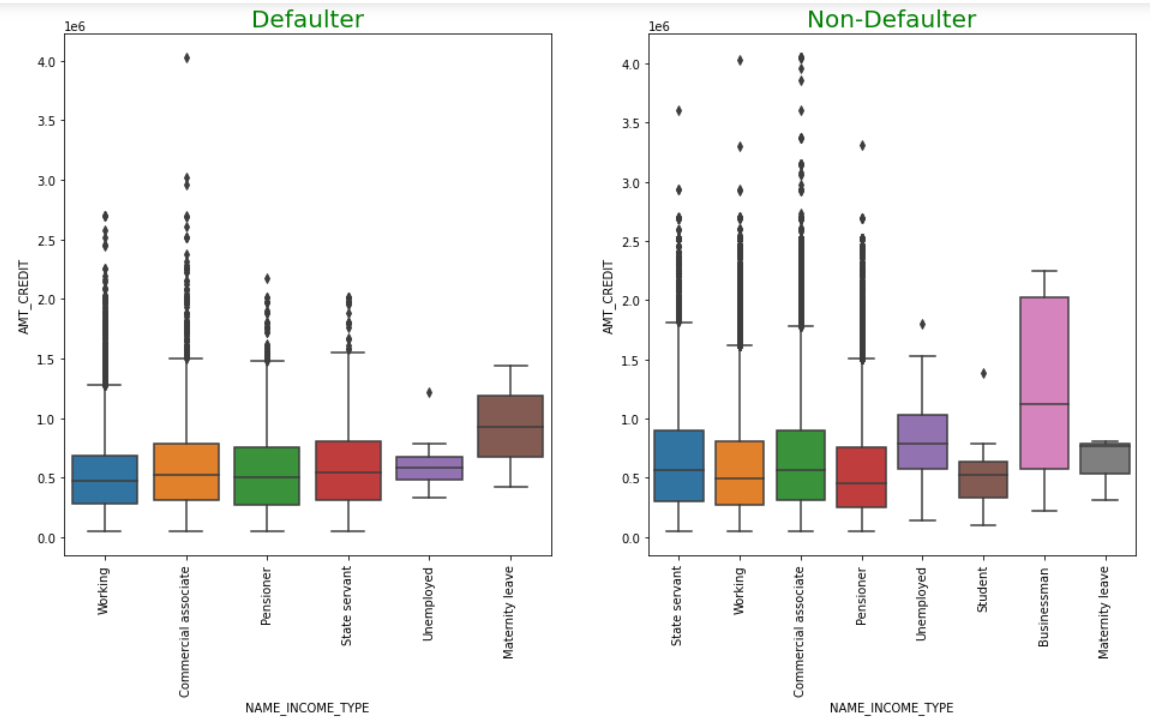 Defaulter
1e6
4.0
3.5
3.0
2.5
2.0
1.5
1.0
0.5
0.0
AMT_CREDIT
Working
Commercial associate
Pensioner
State servant
Unemployed
Maternity leave
NAME_INCOME_TYPE
Non-Defaulter
1e6
4.0
3.5
3.0
2.5
2.0
1.5
1.0
0.5
0.0
AMT_CREDIT
State servant
Working
Commercial associate
Pensioner
Unemployed
Student
Businessman
Maternity leave
NAME_INCOME_TYPE